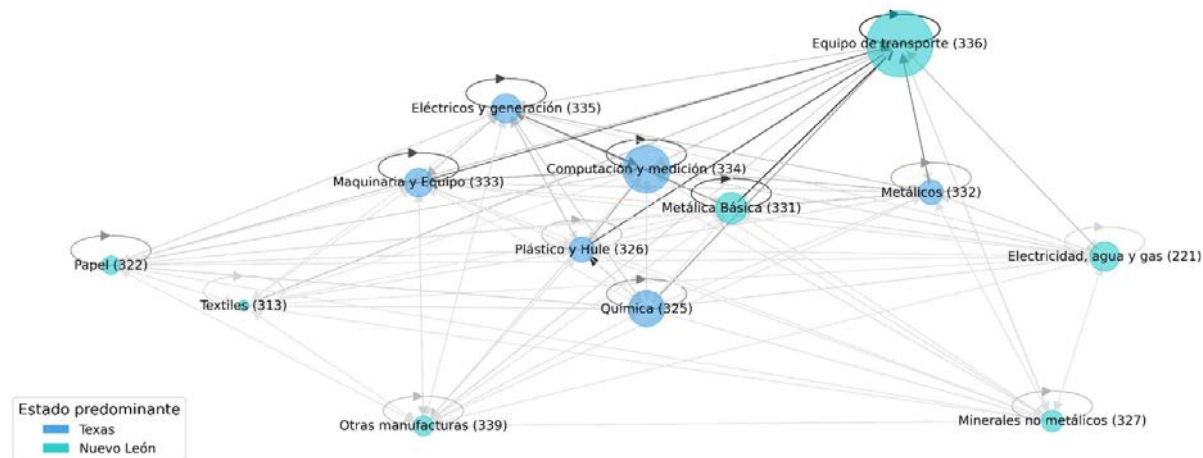 Equipo de transporte (336)
Eléctricos y generación (335)
Computación y medición (334)
Maquinaria y Equipo (333)
Metálicos (332)
Metálica Básica (331)
Plástico y Hule (326)
Electricidad, agua y gas (221)
Papel (322)
Textiles (313)
Química (325)
Otras manufacturas (339)
Minerales no metálicos (327)
Estado predominante
Texas
Nuevo León